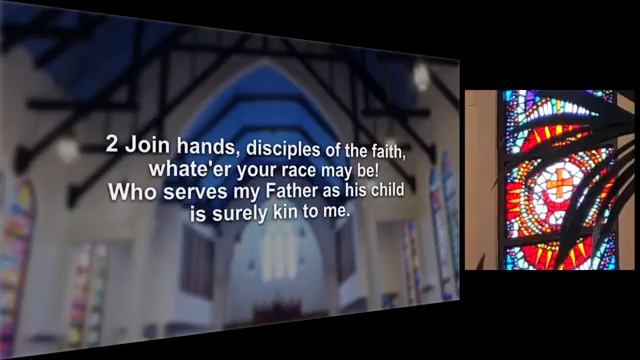 2 Join hands, disciples of the faith,
whate'er your race may be!
Who serves my Father as his child
is surely kin to me.